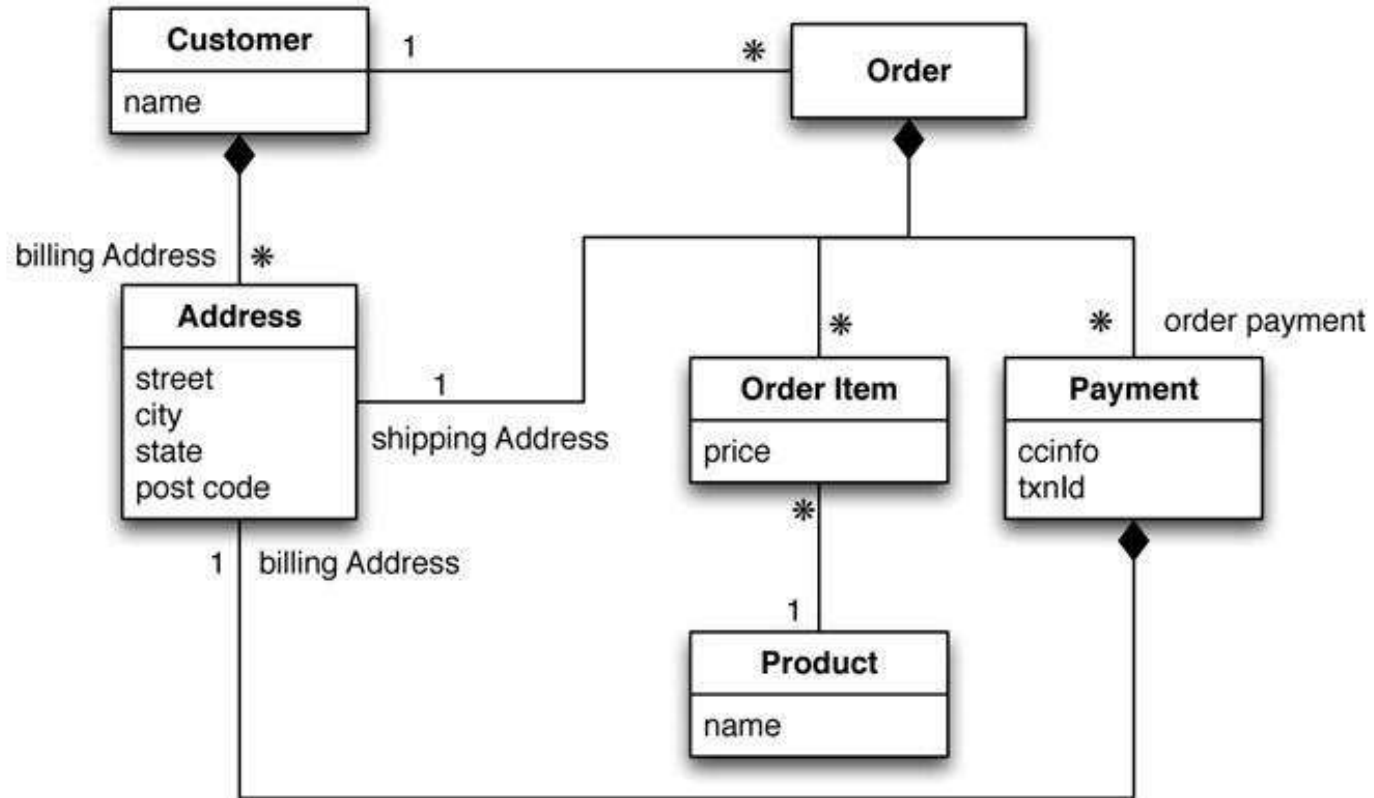 Customer
name
1
*
Order
billing Address
*
Address
street
city
state
post code
1
shipping Address
*
Order Item
price
*
order payment
Payment
ccinfo
txnId
*
1
Product
name
1
billing Address